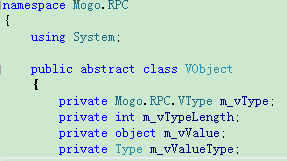 namespace Mogo.RPC
{
    using System;

    public abstract class VObject
    {
        private Mogo.RPC.VType m_vType;
        private int m_vTypeLength;
        private object m_vValue;
        private Type m_vValueType;